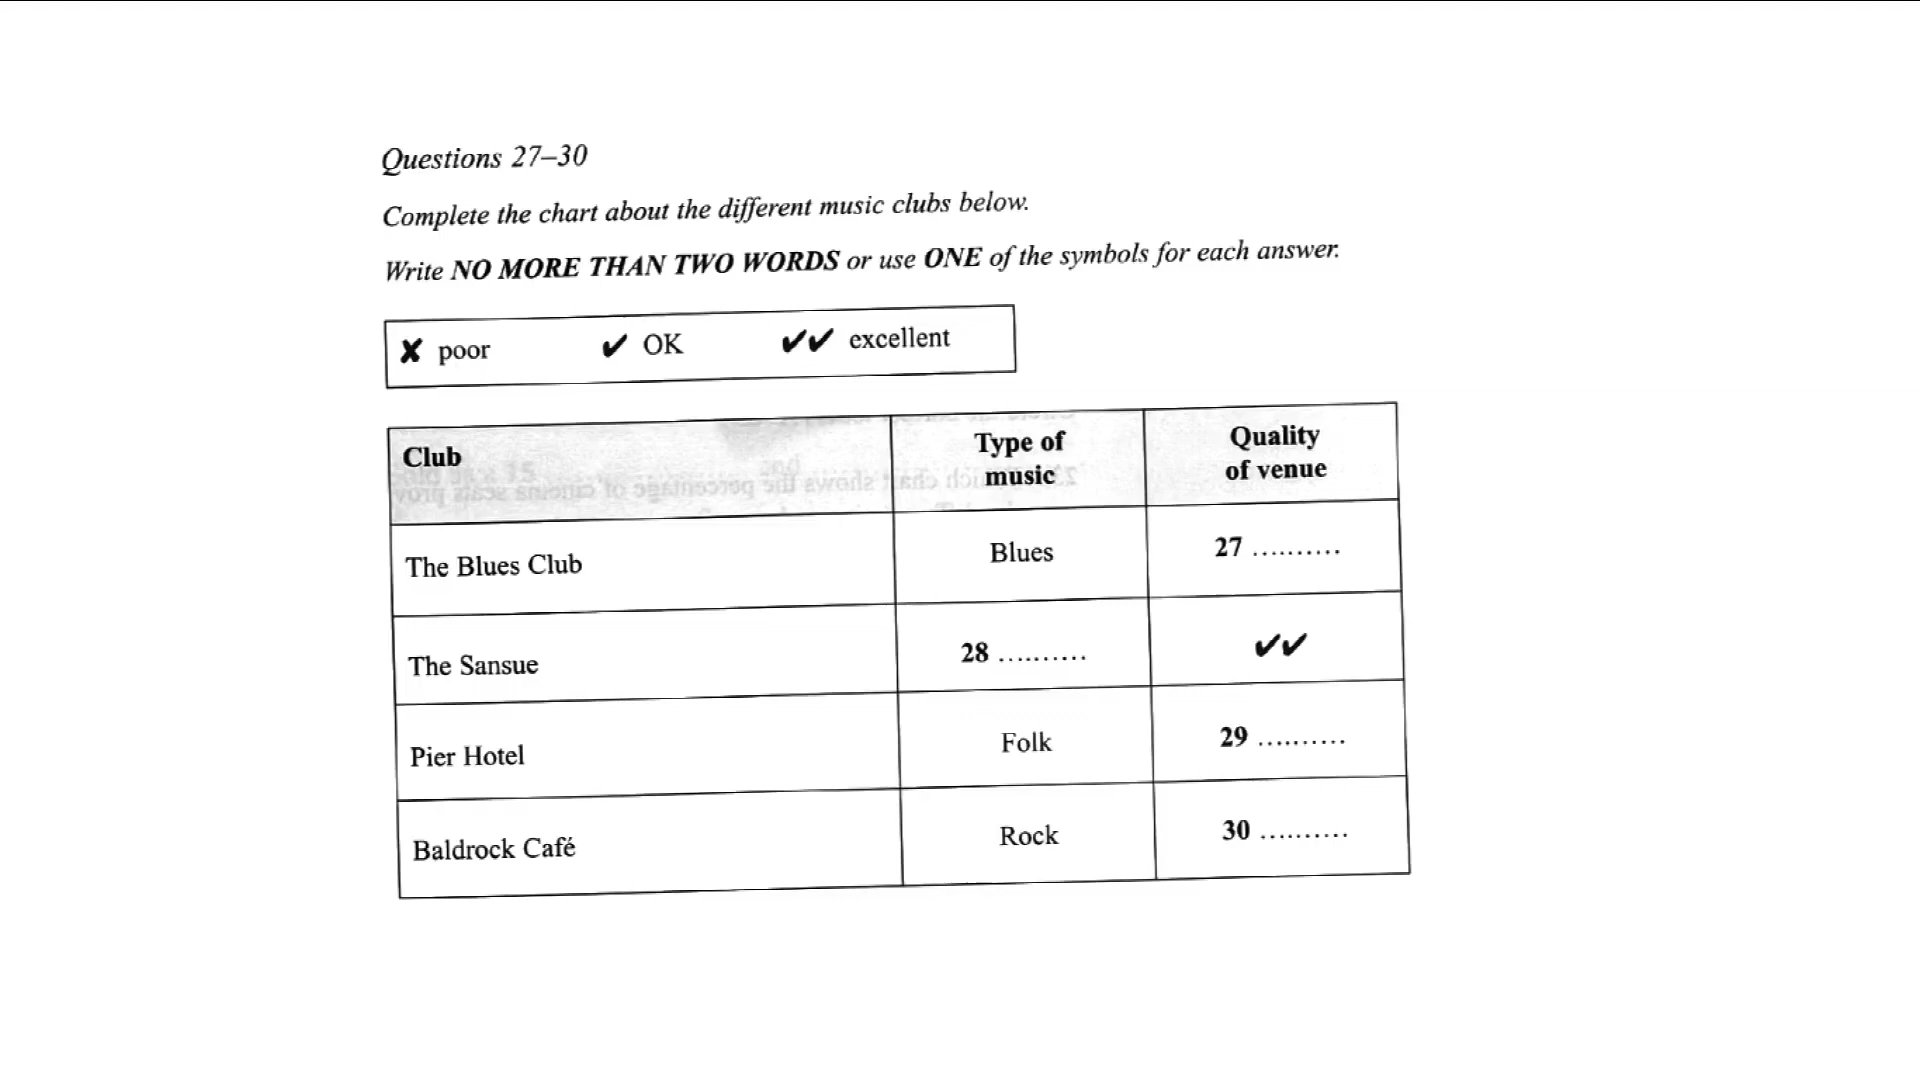 Questions 27–30
Complete the chart about the different music clubs below.
Write NO MORE THAN TWO WORDS or use ONE of the symbols for each answer.
✘ poor ✔ OK ✔✔ excellent
Club Type of music Quality of venue
The Blues Club Blues 27 ..........
The Sansue 28 .......... ✔✔
Pier Hotel Folk 29 ..........
Baldrock Café Rock 30 ..........